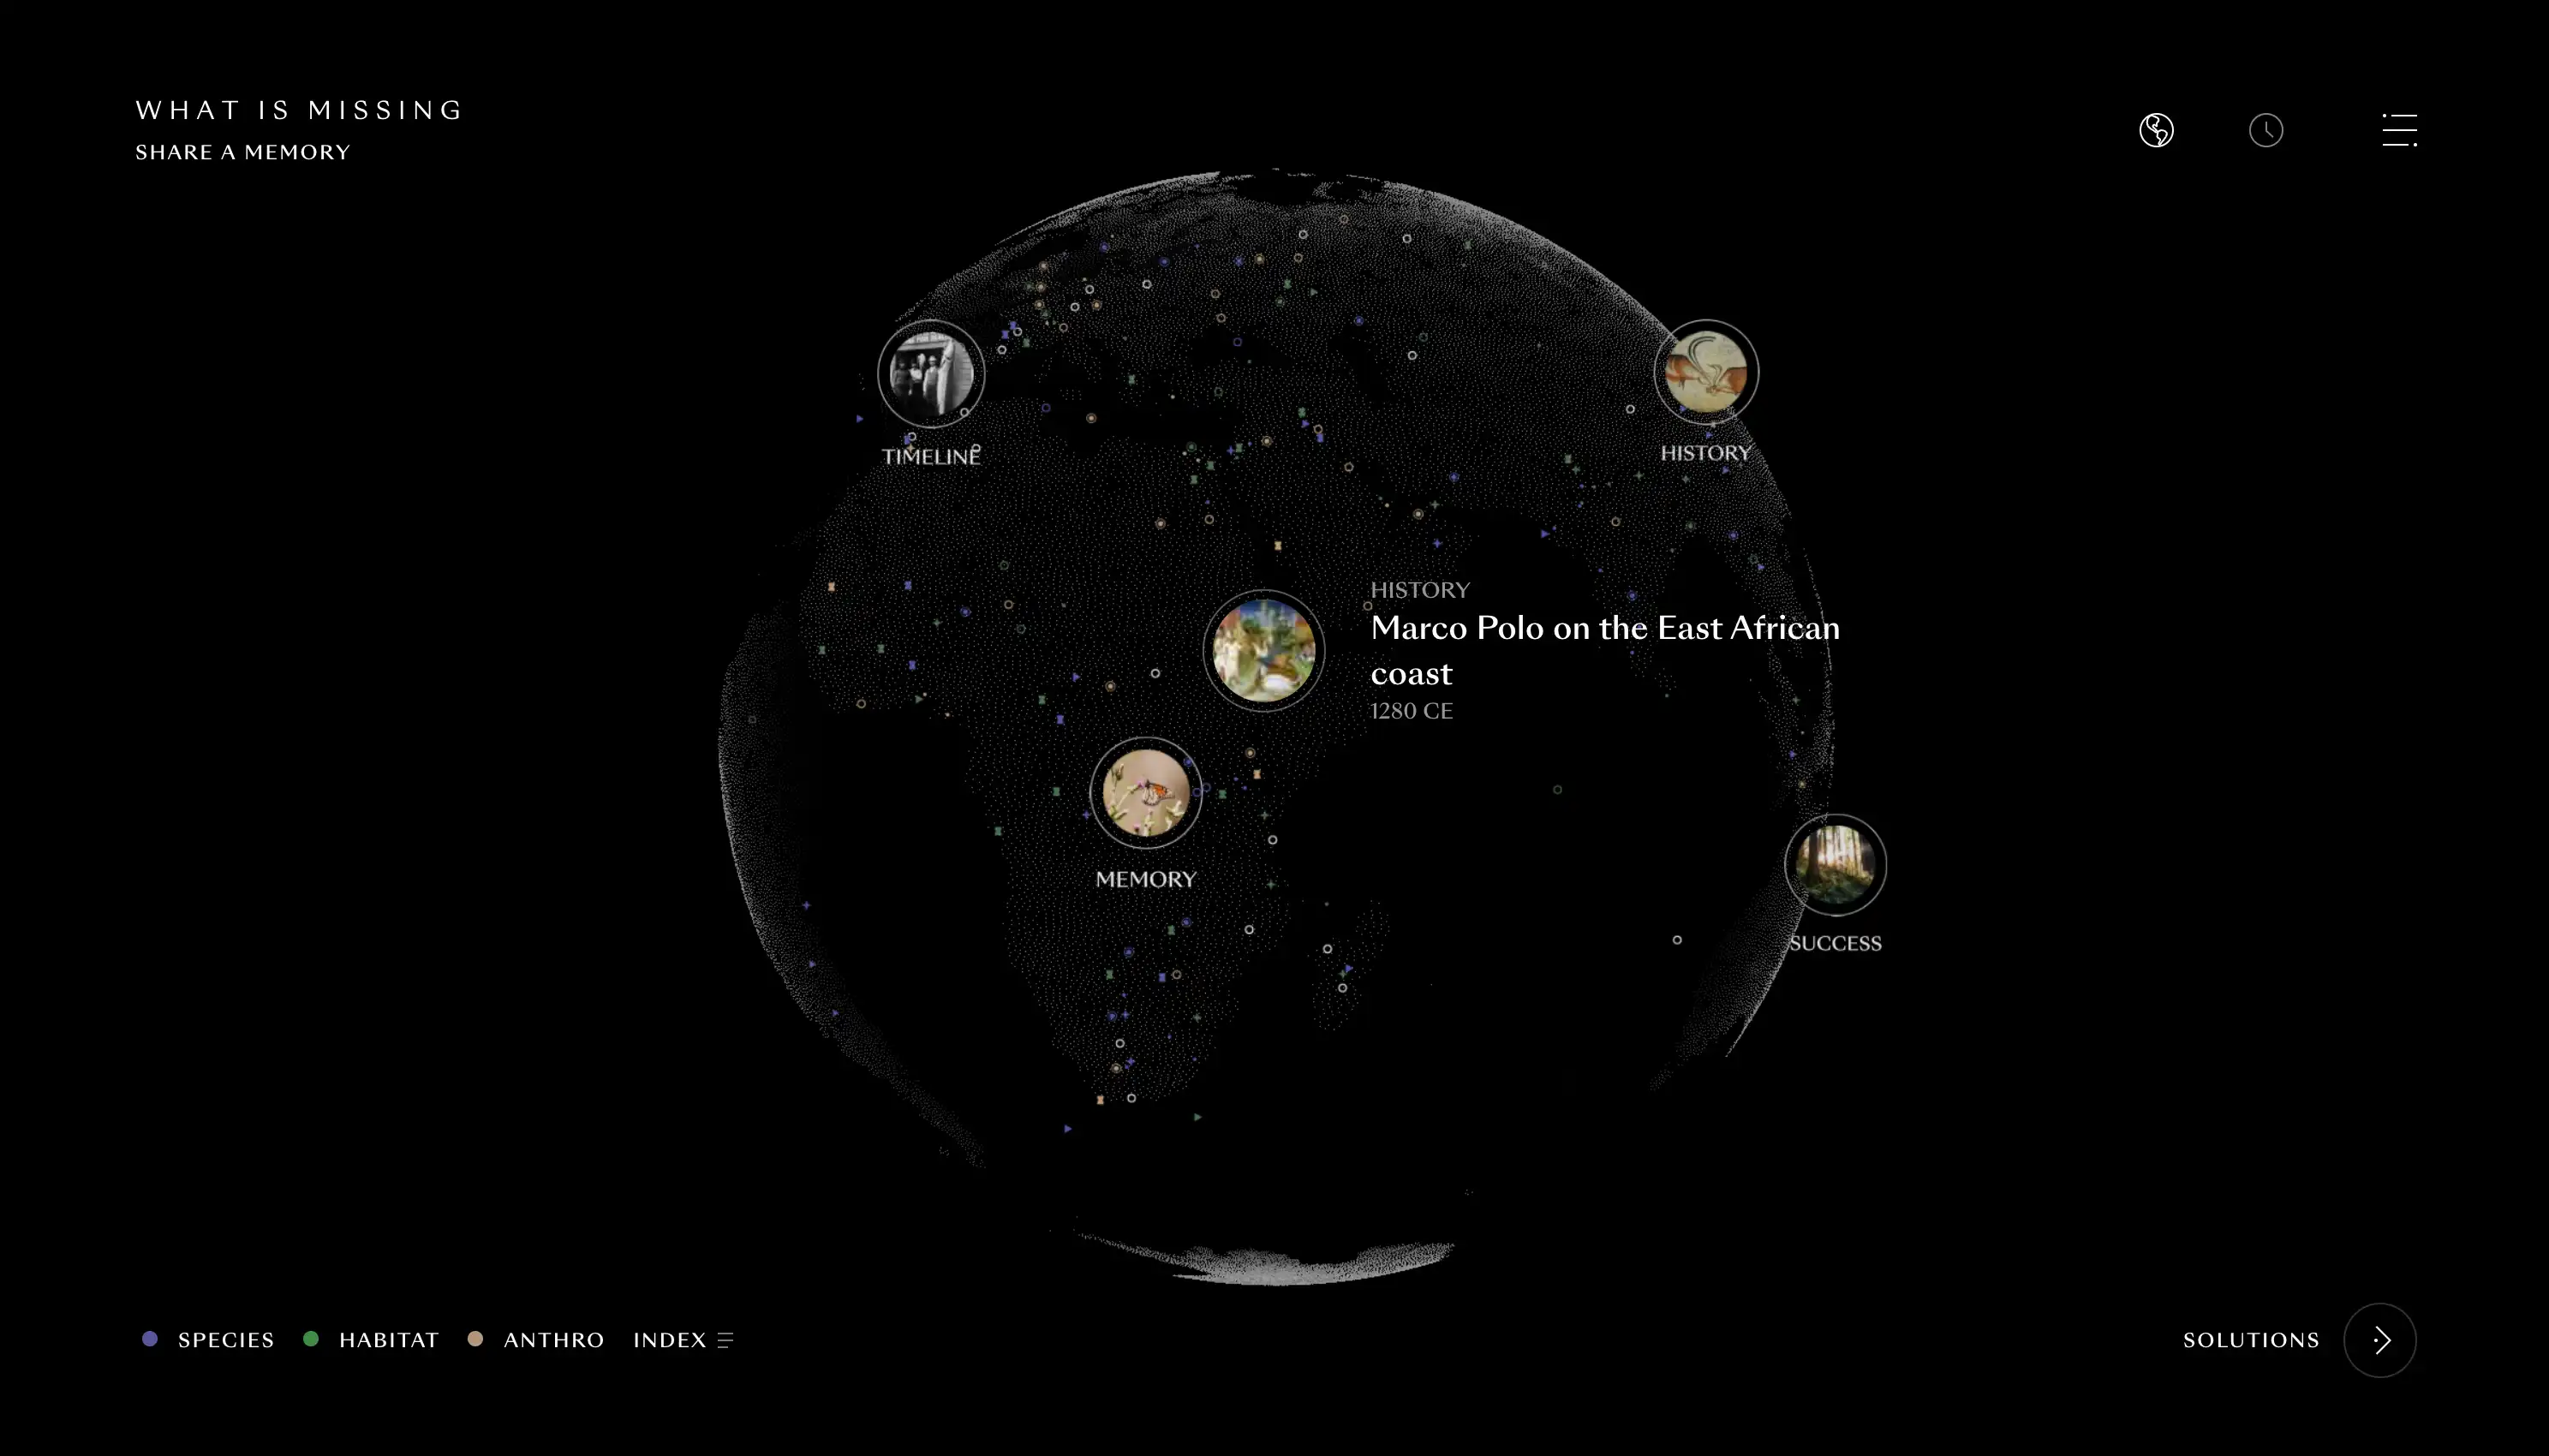 WHAT IS MISSING
SHARE A MEMORY
TIMELINE
HISTORY
HISTORY
Marco Polo on the East African
coast
1280 CE
MEMORY
SUCCESS
SPECIES
HABITAT
ANTHRO
INDEX
SOLUTIONS